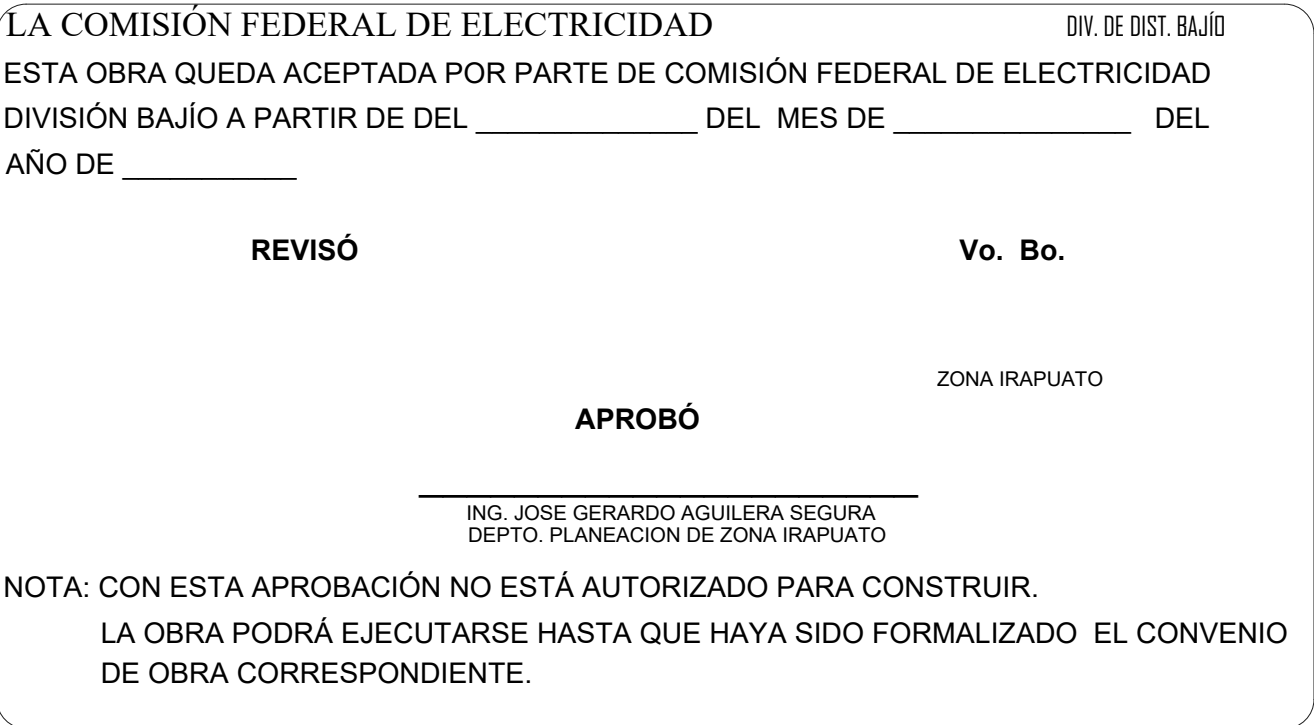 LA COMISIÓN FEDERAL DE ELECTRICIDAD DIV. DE DIST. BAJÍO
ESTA OBRA QUEDA ACEPTADA POR PARTE DE COMISIÓN FEDERAL DE ELECTRICIDAD
DIVISIÓN BAJÍO A PARTIR DE DEL ______________ DEL MES DE _______________ DEL
AÑO DE ___________
REVISÓ Vo. Bo.
ZONA IRAPUATO
APROBÓ
ING. JOSE GERARDO AGUILERA SEGURA
DEPTO. PLANEACION DE ZONA IRAPUATO
NOTA: CON ESTA APROBACIÓN NO ESTÁ AUTORIZADO PARA CONSTRUIR.
LA OBRA PODRÁ EJECUTARSE HASTA QUE HAYA SIDO FORMALIZADO EL CONVENIO
DE OBRA CORRESPONDIENTE.